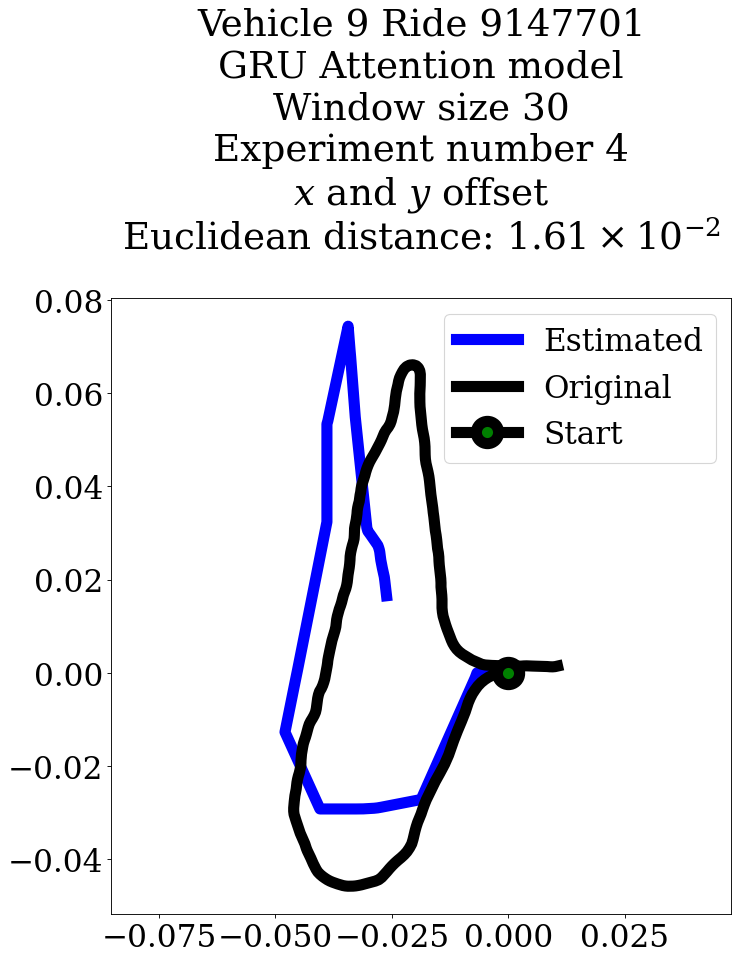 Vehicle 9 Ride 9147701
GRU Attention model
Window size 30
Experiment number 4
x and y offset
Euclidean distance: 1.61 × 10⁻²
0.08
0.06
0.04
0.02
0.00
−0.02
−0.04
Estimated
Original
Start
−0.075 −0.050 −0.025 0.000 0.025